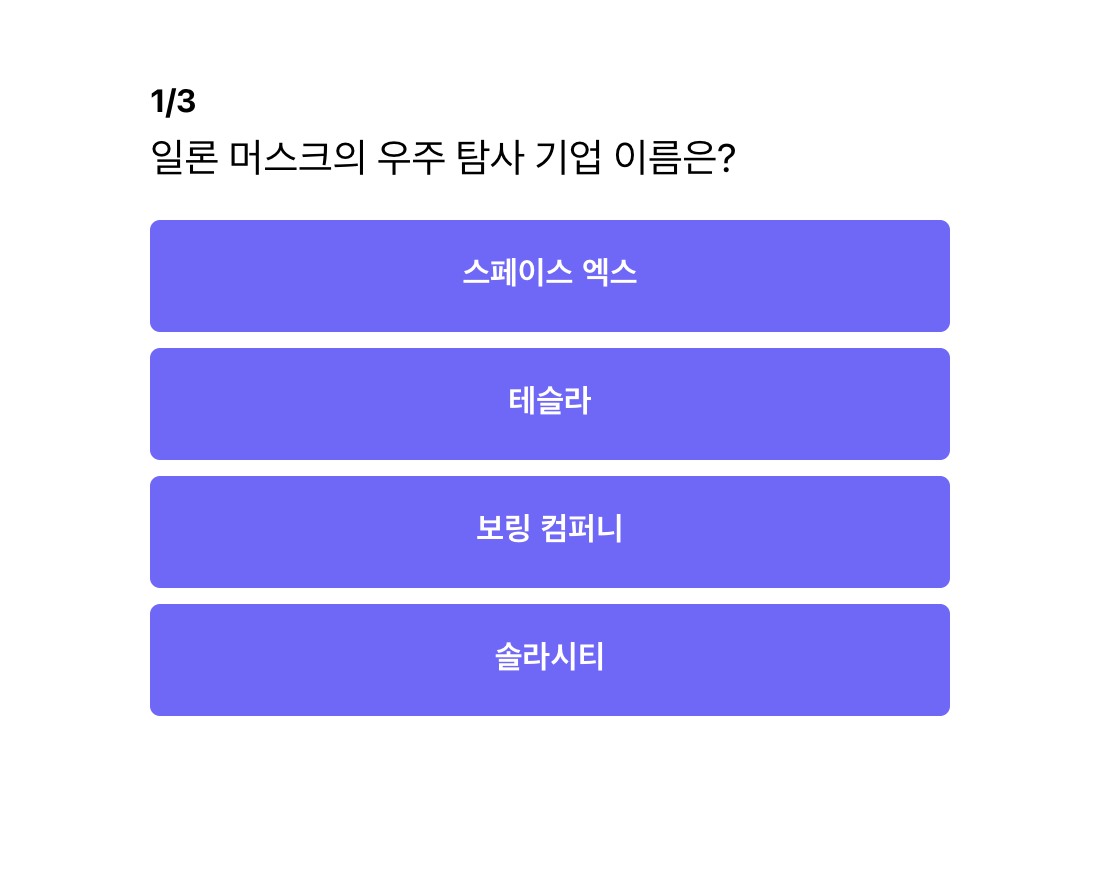 1/3
일론 머스크의 우주 탐사 기업 이름은?
스페이스 엑스
테슬라
보링 컴퍼니
솔라시티